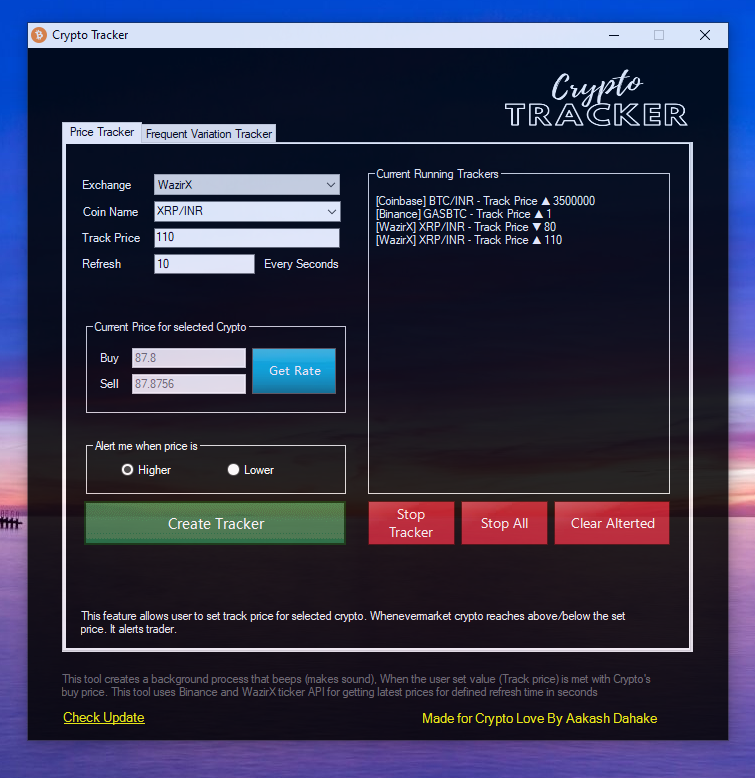 Crypto Tracker
Crypto
TRACKER
Price Tracker
Frequent Variation Tracker
Exchange
WazirX
Coin Name
XRP/INR
Track Price
110
Refresh
10
Every Seconds
Current Price for selected Crypto
Buy
87.8
Sell
87.8756
Get Rate
Alert me when price is
Higher
Lower
Create Tracker
Current Running Trackers
[Coinbase] BTC/INR - Track Price ▲ 3500000
[Binance] GASBTC - Track Price ▲ 1
[WazirX] XRP/INR - Track Price ▼ 80
[WazirX] XRP/INR - Track Price ▲ 110
Stop
Tracker
Stop All
Clear Alterted
This feature allows user to set track price for selected crypto. Whenevermarket crypto reaches above/below the set
price. It alerts trader.
This tool creates a background process that beeps (makes sound), When the user set value (Track price) is met with Crypto's
buy price. This tool uses Binance and WazirX ticker API for getting latest prices for defined refresh time in seconds
Check Update
Made for Crypto Love By Aakash Dahake